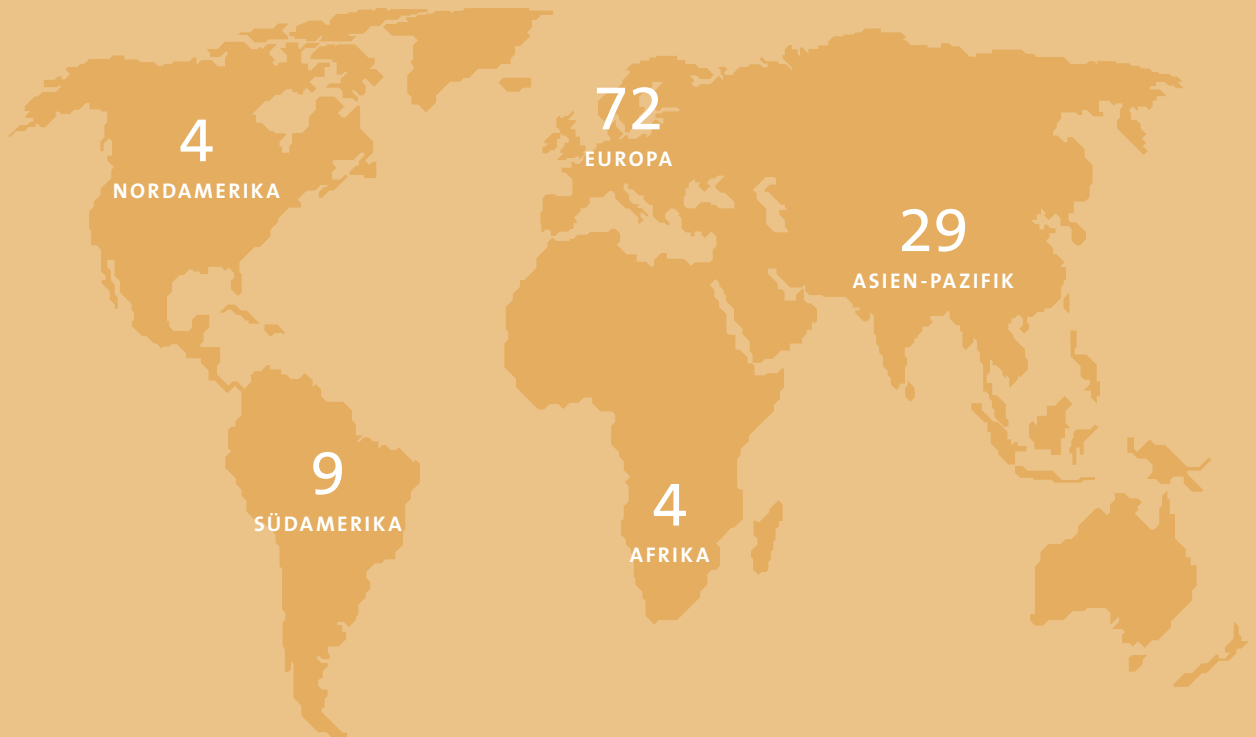 72
EUROPA
4
NORDAMERIKA
29
ASIEN-PAZIFIK
9
SÜDAMERIKA
4
AFRIKA